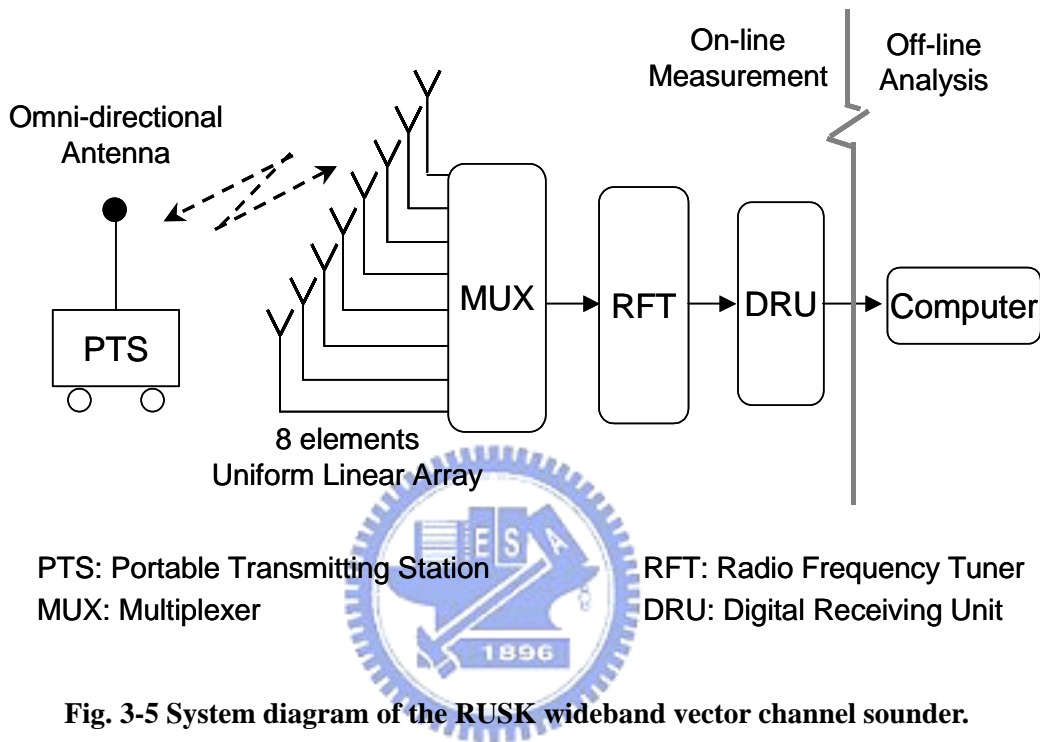 On-line
Measurement
Off-line
Analysis
Omni-directional
Antenna
PTS
MUX
RFT
DRU
Computer
8 elements
Uniform Linear Array
E S A
PTS: Portable Transmitting Station
RFT: Radio Frequency Tuner
MUX: Multiplexer
DRU: Digital Receiving Unit
1896
Fig. 3-5 System diagram of the RUSK wideband vector channel sounder.